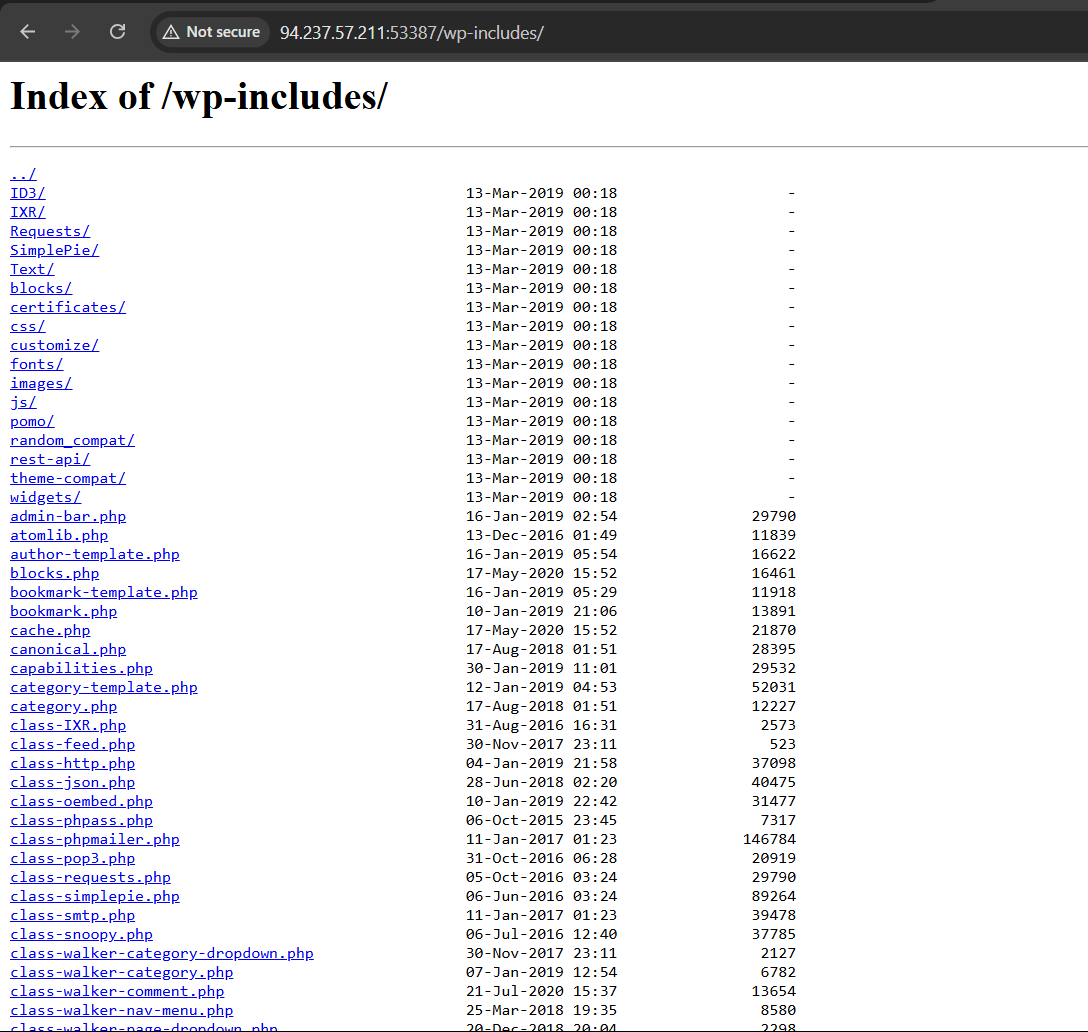 Not secure 94.237.57.211:53387/wp-includes/
Index of /wp-includes/
../
ID3/ 13-Mar-2019 00:18 -
IXR/ 13-Mar-2019 00:18 -
Requests/ 13-Mar-2019 00:18 -
SimplePie/ 13-Mar-2019 00:18 -
Text/ 13-Mar-2019 00:18 -
blocks/ 13-Mar-2019 00:18 -
certificates/ 13-Mar-2019 00:18 -
css/ 13-Mar-2019 00:18 -
customize/ 13-Mar-2019 00:18 -
fonts/ 13-Mar-2019 00:18 -
images/ 13-Mar-2019 00:18 -
js/ 13-Mar-2019 00:18 -
pomo/ 13-Mar-2019 00:18 -
random_compat/ 13-Mar-2019 00:18 -
rest-api/ 13-Mar-2019 00:18 -
theme-compat/ 13-Mar-2019 00:18 -
widgets/ 13-Mar-2019 00:18 -
admin-bar.php 16-Jan-2019 02:54 29790
atomlib.php 13-Dec-2016 01:49 11839
author-template.php 16-Jan-2019 05:54 16622
blocks.php 17-May-2020 15:52 16461
bookmark-template.php 16-Jan-2019 05:29 11918
bookmark.php 10-Jan-2019 21:06 13891
cache.php 17-May-2020 15:52 21870
canonical.php 17-Aug-2018 01:51 28395
capabilities.php 30-Jan-2019 11:01 29532
category-template.php 12-Jan-2019 04:53 52031
category.php 17-Aug-2018 01:51 12227
class-IXR.php 31-Aug-2016 16:31 2573
class-feed.php 30-Nov-2017 23:11 523
class-http.php 04-Jan-2019 21:58 37098
class-json.php 28-Jun-2018 02:20 40475
class-oembed.php 10-Jan-2019 22:42 31477
class-phpass.php 06-Oct-2015 23:45 7317
class-phpmailer.php 11-Jan-2017 01:23 146784
class-pop3.php 31-Oct-2016 06:28 20919
class-requests.php 05-Oct-2016 03:24 29790
class-simplepie.php 06-Jun-2016 03:24 89264
class-smtp.php 11-Jan-2017 01:23 39478
class-snoopy.php 06-Jul-2016 12:40 37785
class-walker-category-dropdown.php 30-Nov-2017 23:11 2127
class-walker-category.php 07-Jan-2019 12:54 6782
class-walker-comment.php 21-Jul-2020 15:37 13654
class-walker-nav-menu.php 25-Mar-2018 19:35 8580
class-walker-page-dropdown.php 20-Dec-2018 20:04 2298